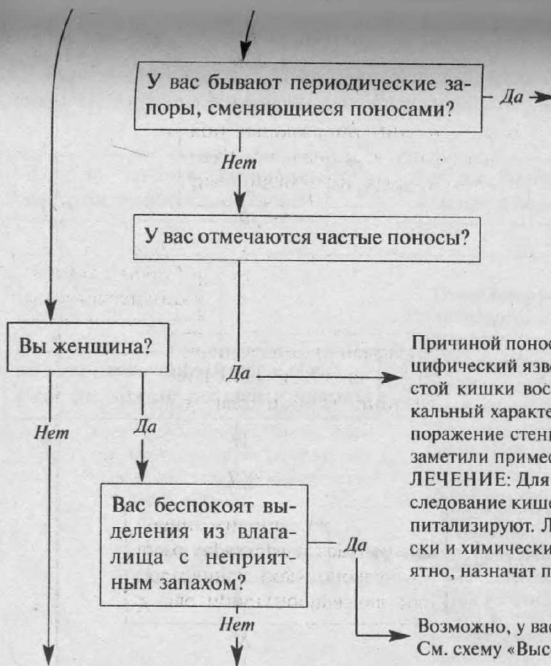 У вас бывают периодические за-
поры, сменяющиеся поносами?
Да
Нет
У вас отмечаются частые поносы?
Вы женщина?
Да
Нет
Да
Причиной понос
цифический язве
стой кишки вос
кальный характе
поражение стен
заметили примес
ЛЕЧЕНИЕ: Для
следование кише
питализируют. Л
ски и химически
ятно, назначат п
Вас беспокоят вы-
деления из влага-
лища с неприят-
ным запахом?
Да
Нет
Возможно, у вас
См. схему «Выс